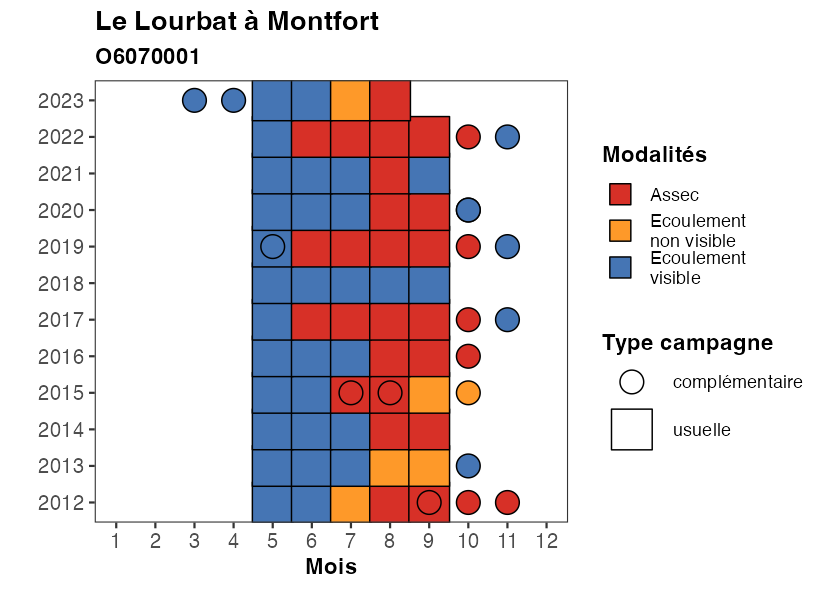 Le Lourbat à Montfort
O6070001
2023
2022
2021
2020
2019
2018
2017
2016
2015
2014
2013
2012
1 2 3 4 5 6 7 8 9 10 11 12
Mois
Modalités
Assec
Ecoulement
non visible
Ecoulement
visible
Type campagne
complémentaire
usuelle